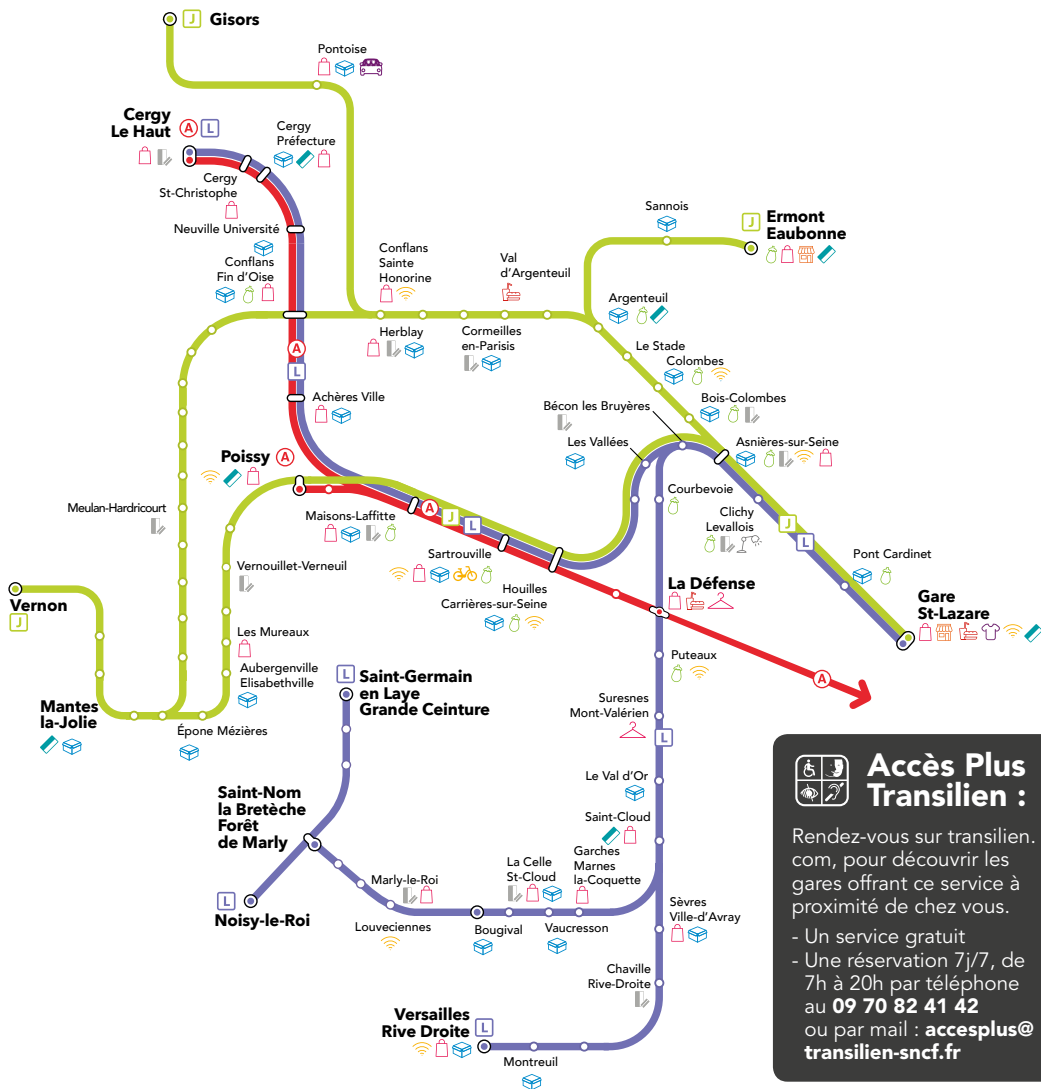 J Gisors
Pontoise
Cergy
Le Haut A L
Cergy
Préfecture
Cergy
St-Christophe
Neuville Université
Conflans
Fin d'Oise
Conflans
Sainte
Honorine
Val
d'Argenteuil
Sannois
J Ermont
Eaubonne
Argenteuil
Herblay
Cormeilles
en-Parisis
Le Stade
Colombes
A
L
Achères Ville
Bois-Colombes
Bécon les Bruyères
Les Vallées
Asnières-sur-Seine
Poissy A
Courbevoie
Meulan-Hardricourt
Maisons-Laffitte
A J L
Clichy
Levallois
J
L
Sartrouville
Pont Cardinet
Vernouillet-Verneuil
Houilles
Carrières-sur-Seine
La Défense
Vernon
J
Gare
St-Lazare
Les Mureaux
Aubergenville
Elisabethville
Puteaux
A
L Saint-Germain
en Laye
Grande Ceinture
Suresnes
Mont-Valérien
L
Mantes
la-Jolie
Épone Mézières
Le Val d'Or
Saint-Nom
la Bretèche
Forêt
de Marly
Saint-Cloud
Garches
Marnes
la-Coquette
La Celle
St-Cloud
Marly-le-Roi
L
Noisy-le-Roi
Louveciennes
Bougival
Vaucresson
Sèvres
Ville-d'Avray
Chaville
Rive-Droite
Versailles
Rive Droite L
Montreuil
Accès Plus
Transilien :
Rendez-vous sur transilien.
com, pour découvrir les
gares offrant ce service à
proximité de chez vous.
- Un service gratuit
- Une réservation 7j/7, de
7h à 20h par téléphone
au 09 70 82 41 42
ou par mail : accesplus@
transilien-sncf.fr